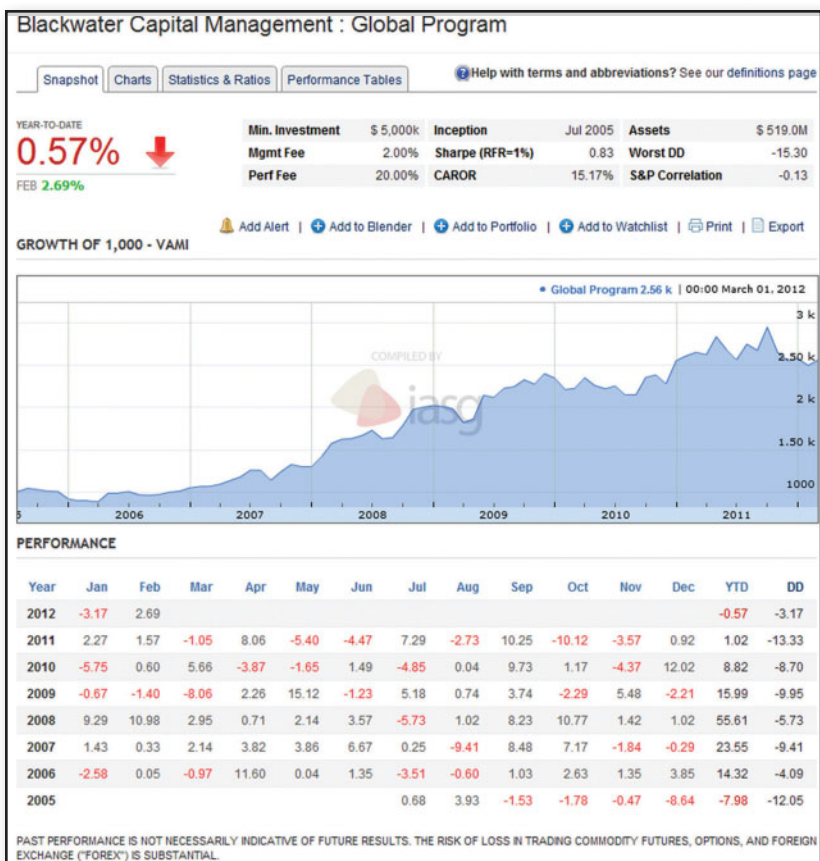 Blackwater Capital Management : Global Program
Snapshot Charts Statistics & Ratios Performance Tables ? Help with terms and abbreviations? See our definitions page
YEAR-TO-DATE
0.57%
FEB 2.69%
Min. Investment $ 5,000k Inception Jul 2005 Assets $ 519.0M
Mgmt Fee 2.00% Sharpe (RFR=1%) 0.83 Worst DD -15.30
Perf Fee 20.00% CAROR 15.17% S&P Correlation -0.13
Add Alert | Add to Blender | Add to Portfolio | Add to Watchlist | Print | Export
GROWTH OF 1,000 - VAMI
• Global Program 2.56 k | 00:00 March 01, 2012
3 k
COMPILED BY
iasg
2.50 k
2 k
1.50 k
1000
5 2006 2007 2008 2009 2010 2011
PERFORMANCE
Year Jan Feb Mar Apr May Jun Jul Aug Sep Oct Nov Dec YTD DD
2012 -3.17 2.69 -0.57 -3.17
2011 2.27 1.57 -1.05 8.06 -5.40 -4.47 7.29 -2.73 10.25 -10.12 -3.57 0.92 1.02 -13.33
2010 -5.75 0.60 5.66 -3.87 -1.65 1.49 -4.85 0.04 9.73 1.17 -4.37 12.02 8.82 -8.70
2009 -0.67 -1.40 -8.06 2.26 15.12 -1.23 5.18 0.74 3.74 -2.29 5.48 -2.21 15.99 -9.95
2008 9.29 10.98 2.95 0.71 2.14 3.57 -5.73 1.02 8.23 10.77 1.42 1.02 55.61 -5.73
2007 1.43 0.33 2.14 3.82 3.86 6.67 0.25 -9.41 8.48 7.17 -1.84 -0.29 23.55 -9.41
2006 -2.58 0.05 -0.97 11.60 0.04 1.35 -3.51 -0.60 1.03 2.63 1.35 3.85 14.32 -4.09
2005 0.68 3.93 -1.53 -1.78 -0.47 -8.64 -7.98 -12.05
PAST PERFORMANCE IS NOT NECESSARILY INDICATIVE OF FUTURE RESULTS. THE RISK OF LOSS IN TRADING COMMODITY FUTURES, OPTIONS, AND FOREIGN
EXCHANGE ("FOREX") IS SUBSTANTIAL.